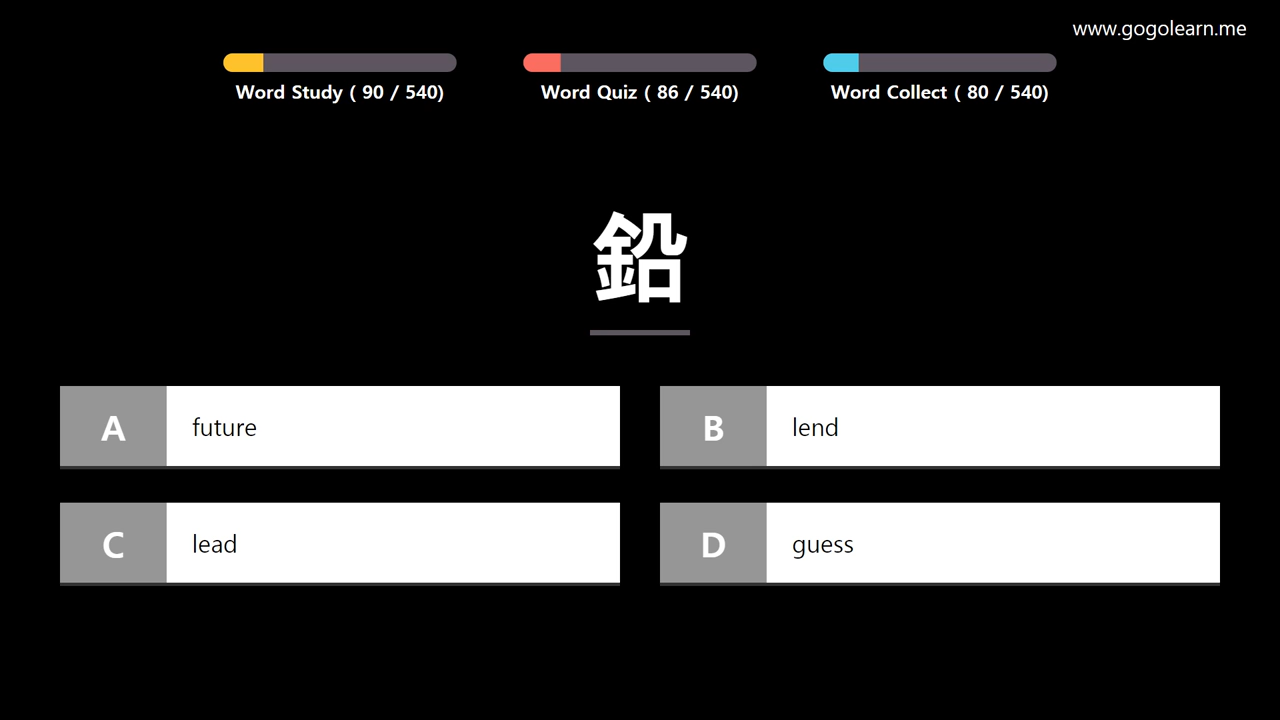 www.gogolearn.me
Word Study ( 90 / 540)
Word Quiz ( 86 / 540)
Word Collect ( 80 / 540)
鉛
A future
B lend
C lead
D guess